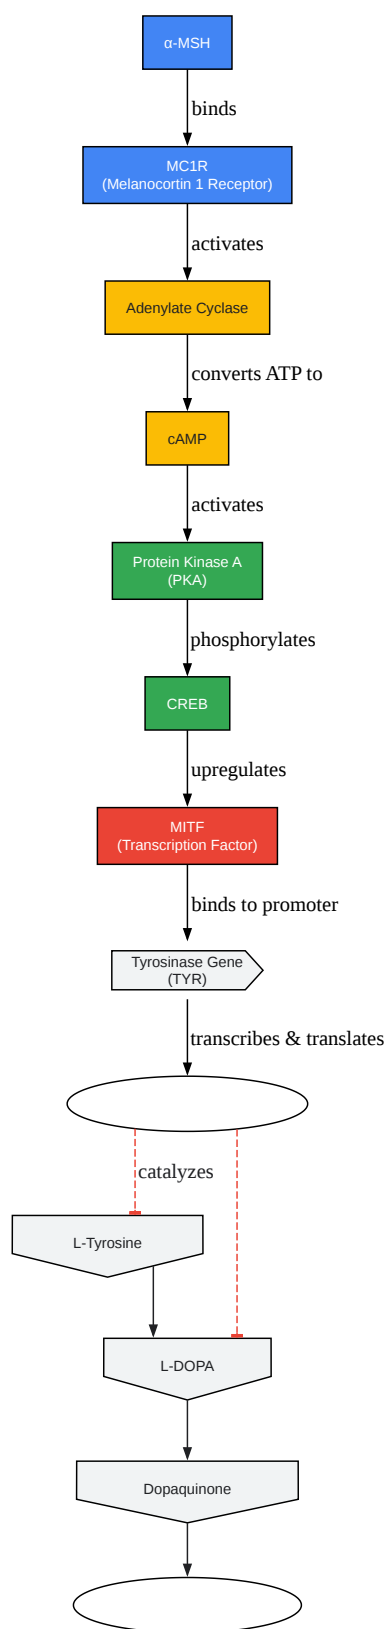 α-MSH
binds
MC1R
(Melanocortin 1 Receptor)
activates
Adenylate Cyclase
converts ATP to
cAMP
activates
Protein Kinase A
(PKA)
phosphorylates
CREB
upregulates
MITF
(Transcription Factor)
binds to promoter
Tyrosinase Gene
(TYR)
transcribes & translates
catalyzes
L-Tyrosine
L-DOPA
Dopaquinone